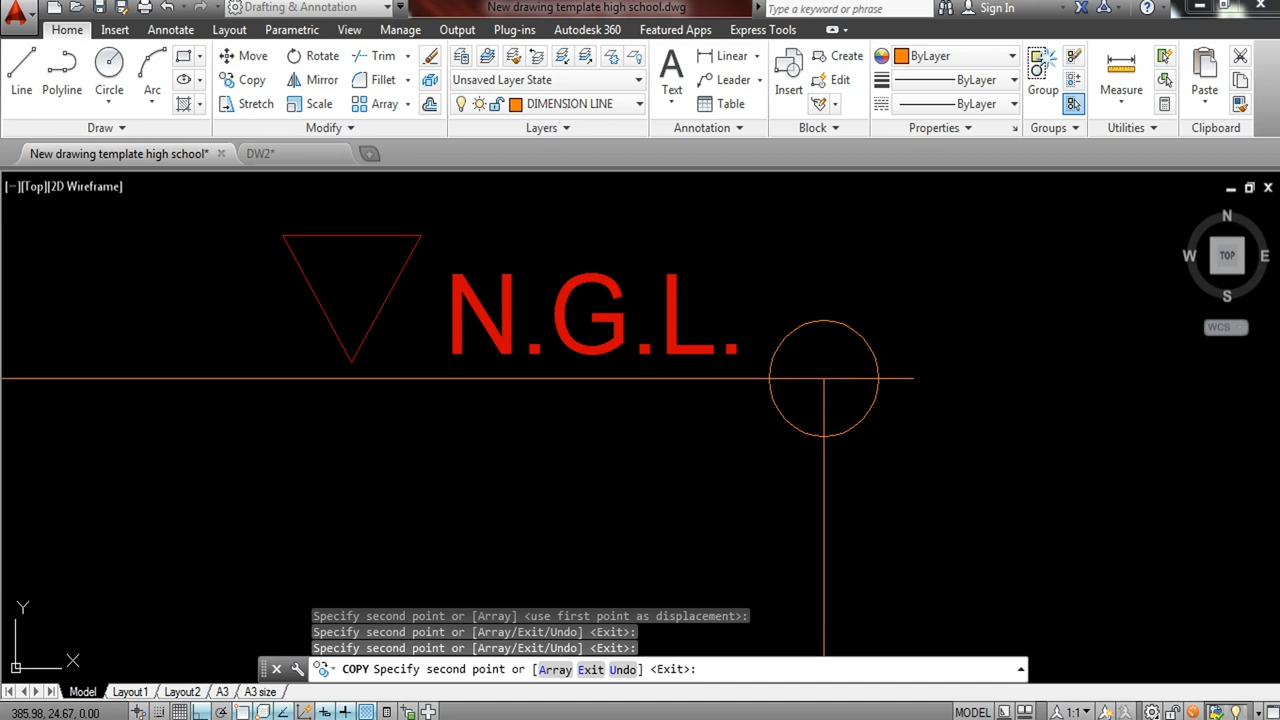 New drawing template high school.dwg
Drafting & Annotation
Type a keyword or phrase
Sign In
Home Insert Annotate Layout Parametric View Manage Output Plug-ins Autodesk 360 Featured Apps Express Tools
Line Polyline Circle Arc
Move Rotate Trim
Copy Mirror Fillet
Stretch Scale Array
Unsaved Layer State
DIMENSION LINE
Text
Linear
Leader
Table
Insert
Create
Edit
ByLayer
ByLayer
ByLayer
Group
Measure
Paste
Draw Modify Layers Annotation Block Properties Groups Utilities Clipboard
New drawing template high school* DW2*
[−][Top][2D Wireframe]
N
W TOP E
S
WCS
N.G.L.
Y
X
Specify second point or [Array] <use first point as displacement>:
Specify second point or [Array/Exit/Undo] <Exit>:
Specify second point or [Array/Exit/Undo] <Exit>:
COPY Specify second point or [Array Exit Undo] <Exit>:
Model Layout1 Layout2 A3 A3 size
385.98, 24.67, 0.00
MODEL
1:1